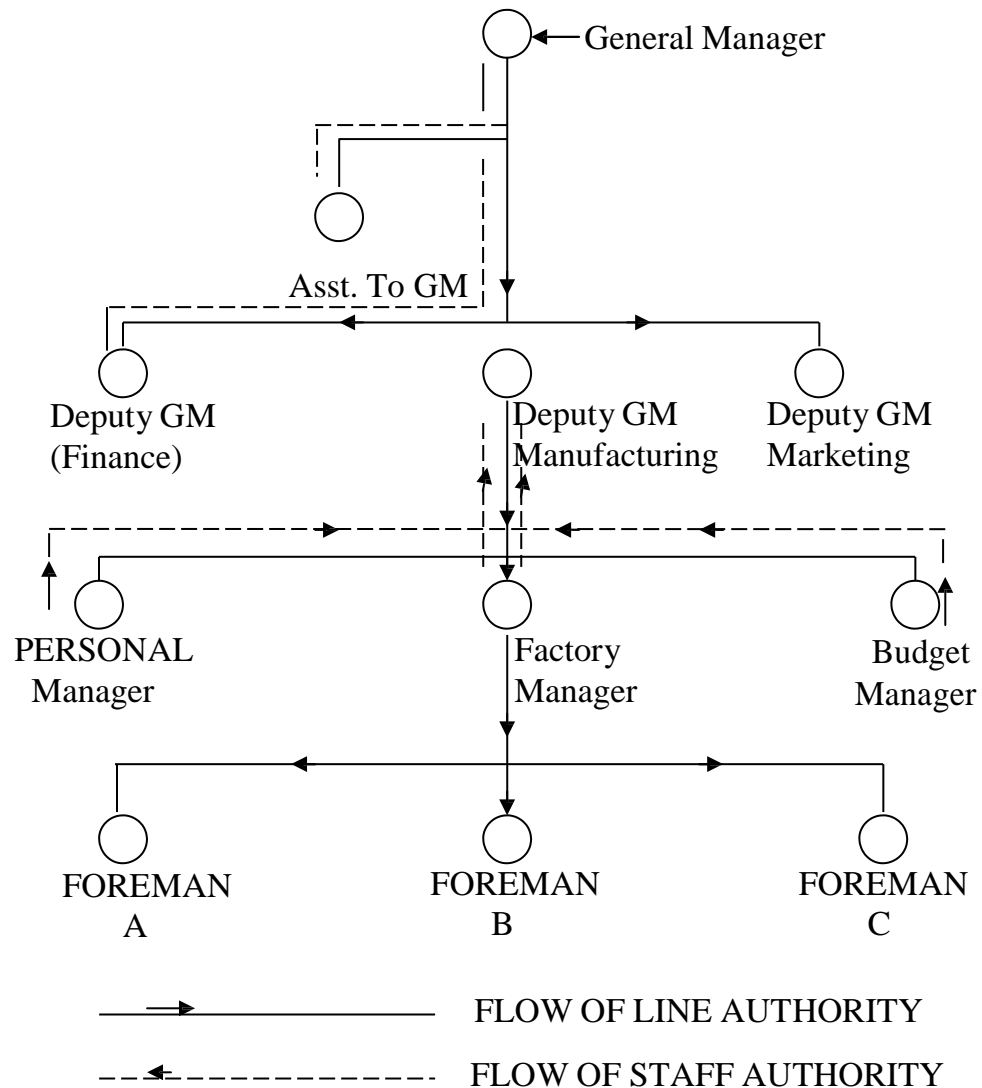 General Manager
Asst. To GM
Deputy GM
(Finance)
Deputy GM
Manufacturing
Deputy GM
Marketing
PERSONAL
Manager
Factory
Manager
Budget
Manager
FOREMAN
A
FOREMAN
B
FOREMAN
C
FLOW OF LINE AUTHORITY
FLOW OF STAFF AUTHORITY